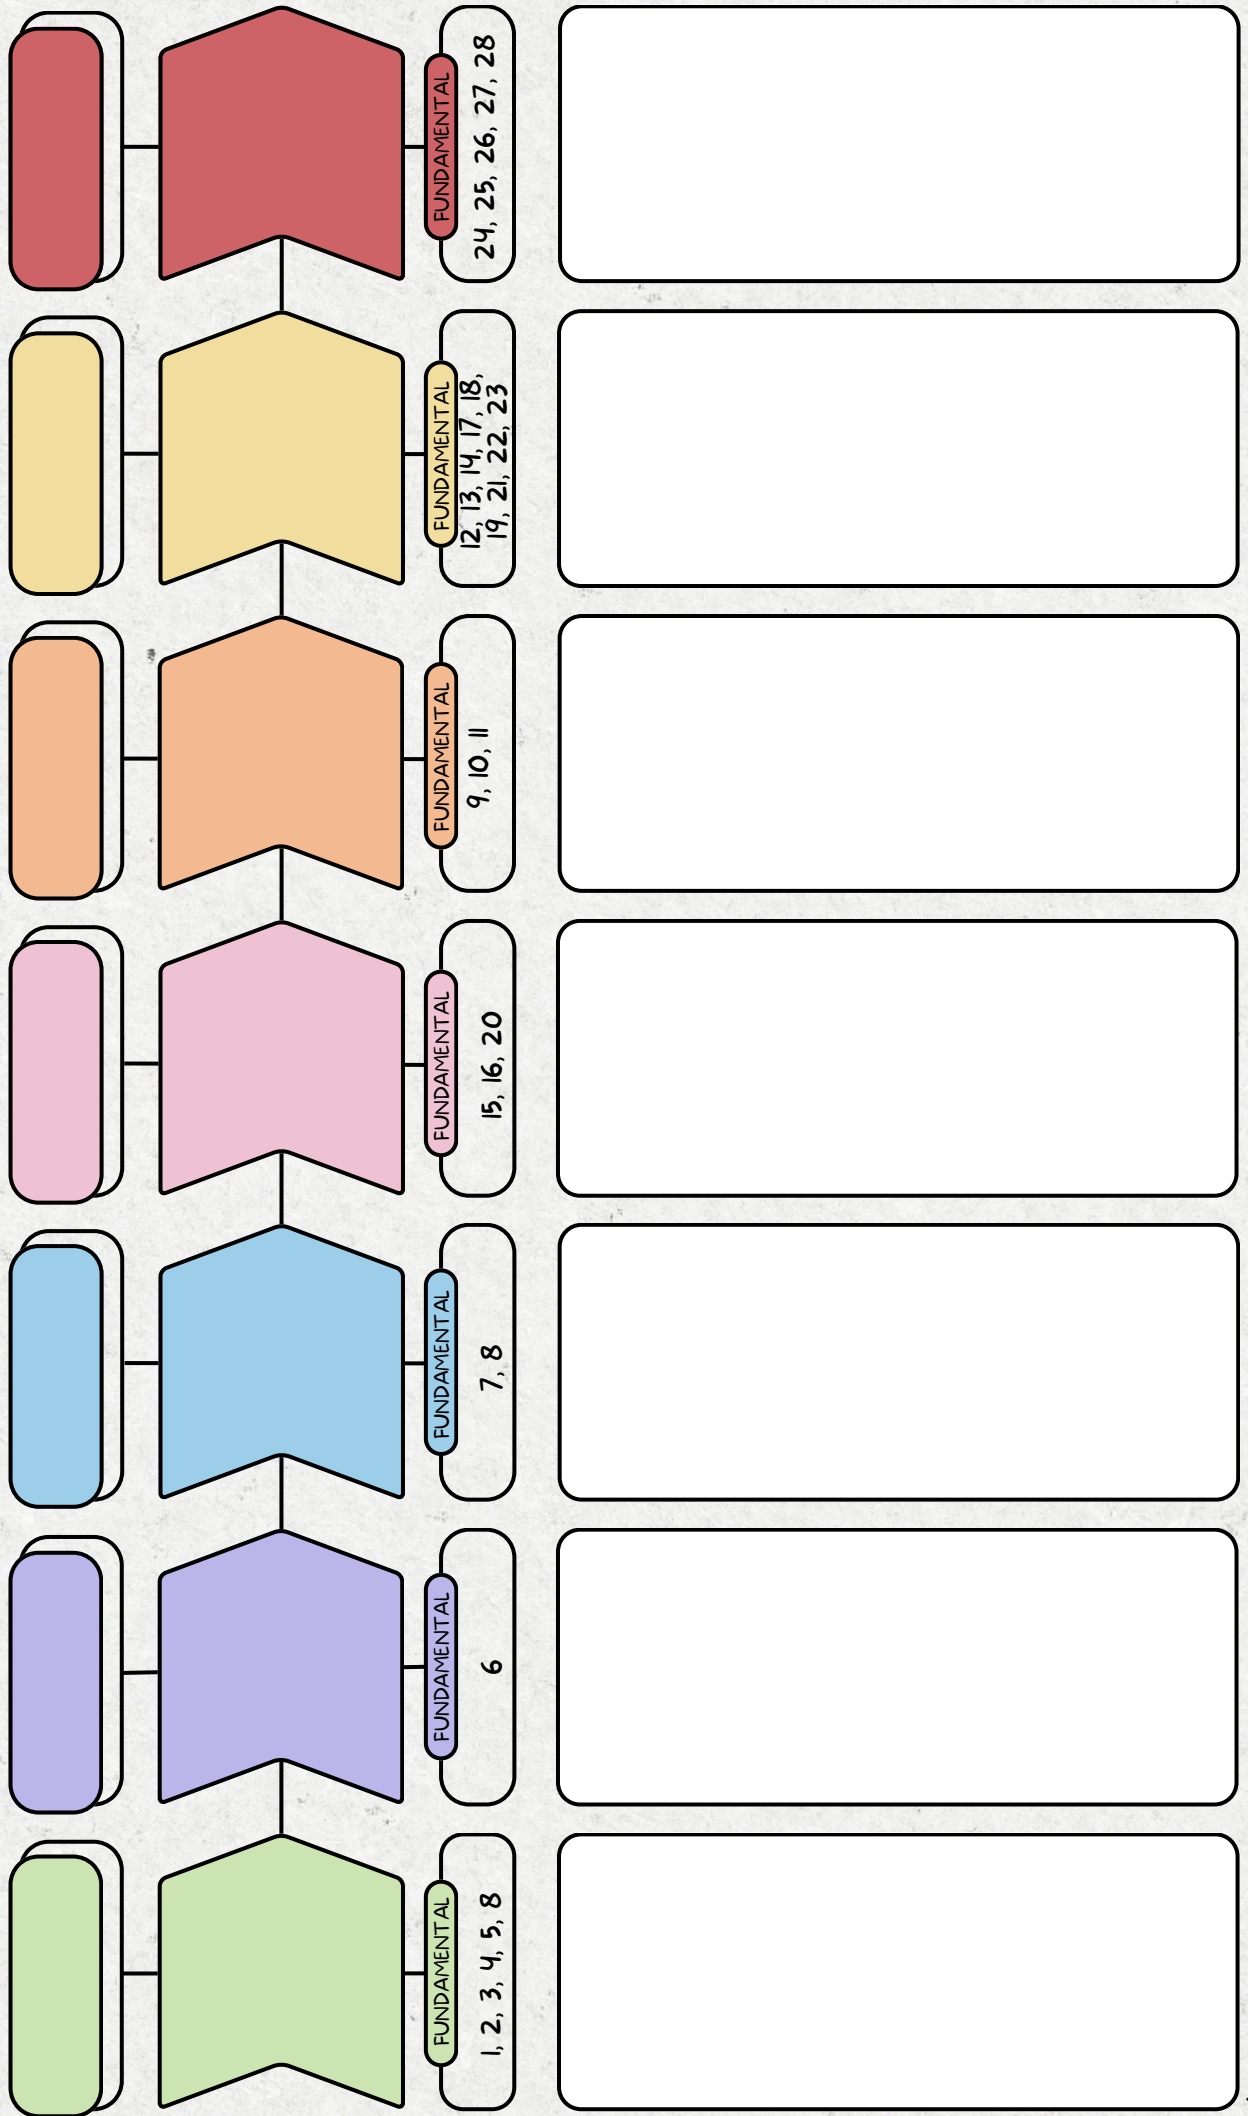 FUNDAMENTAL
1, 2, 3, 4, 5, 8
FUNDAMENTAL
6
FUNDAMENTAL
7, 8
FUNDAMENTAL
15, 16, 20
FUNDAMENTAL
9, 10, 11
FUNDAMENTAL
12, 13, 14, 17, 18,
19, 21, 22, 23
FUNDAMENTAL
24, 25, 26, 27, 28